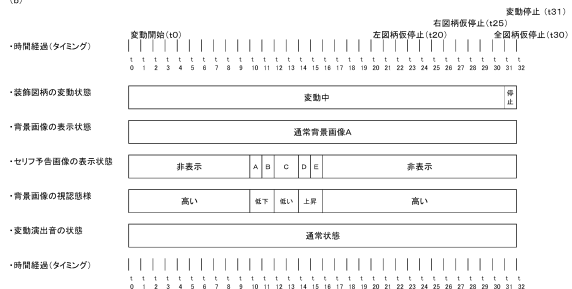 (b)
変動停止(t31)
右図柄仮停止(t25)
変動開始(t0) 左図柄仮停止(t20) 全図柄仮停止(t30)
・時間経過(タイミング)
t t t t t t t t t t t t t t t t t t t t t t t t t t t t t t t t t
0 1 2 3 4 5 6 7 8 9 10 11 12 13 14 15 16 17 18 19 20 21 22 23 24 25 26 27 28 29 30 31 32
・装飾図柄の変動状態 変動中 停止
・背景画像の表示状態 通常背景画像A
・セリフ予告画像の表示状態 非表示 A B C D E 非表示
・背景画像の視認態様 高い 低下 低い 上昇 高い
・変動演出音の状態 通常状態
・時間経過(タイミング)
t t t t t t t t t t t t t t t t t t t t t t t t t t t t t t t t t
0 1 2 3 4 5 6 7 8 9 10 11 12 13 14 15 16 17 18 19 20 21 22 23 24 25 26 27 28 29 30 31 32